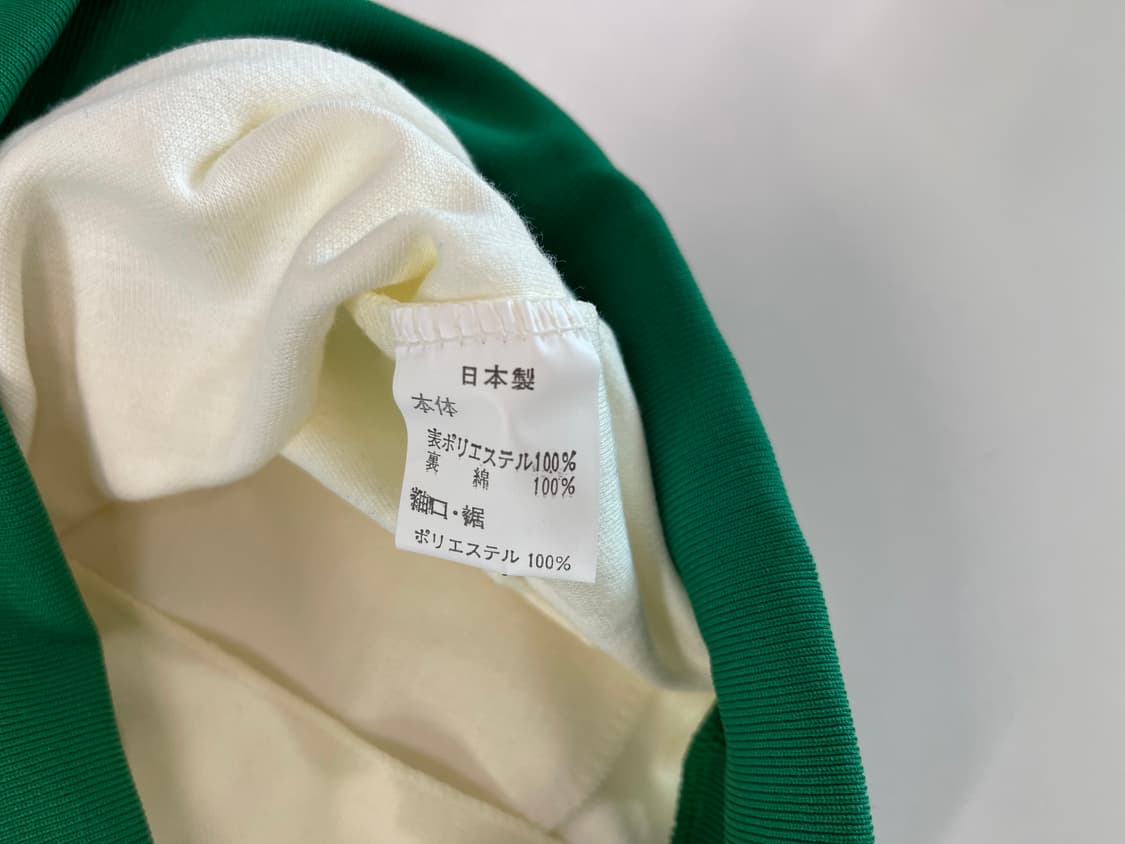 日本製
本体
表ポリエステル100%
裏 綿 100%
袖口・裾
ポリエステル 100%